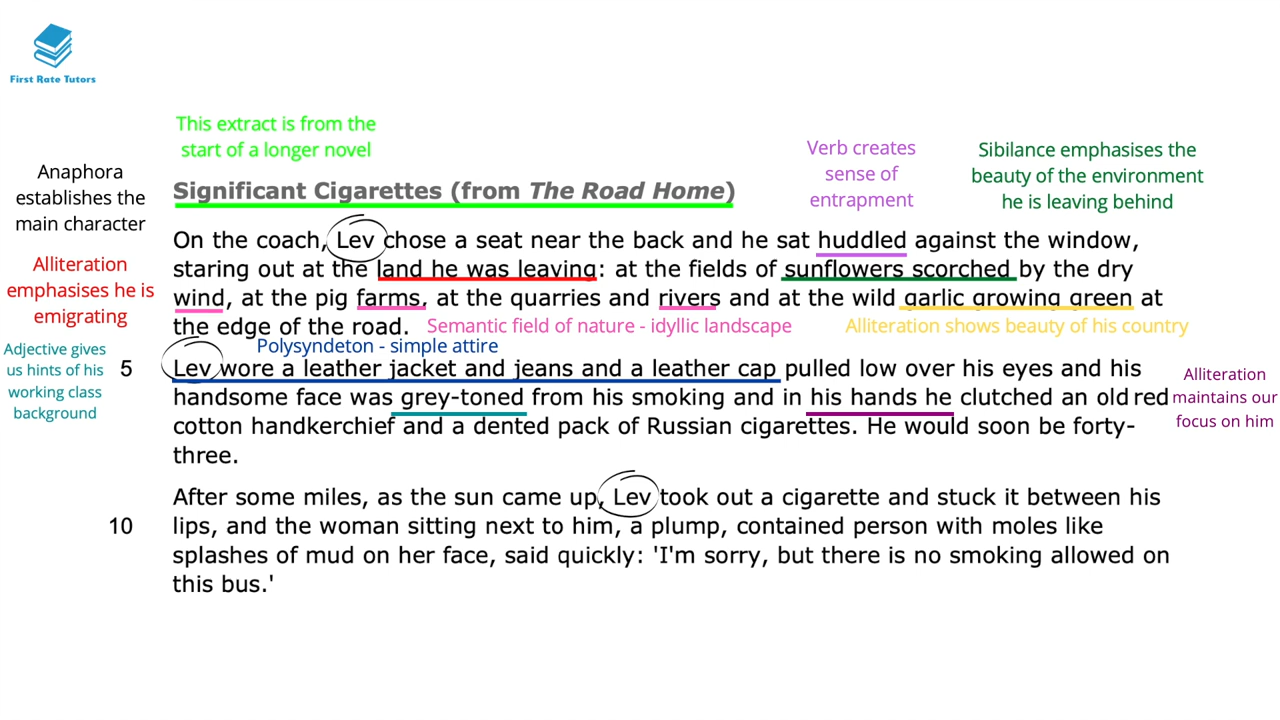 First Rate Tutors
This extract is from the
start of a longer novel
Verb creates
sense of
entrapment
Sibilance emphasises the
beauty of the environment
he is leaving behind
Anaphora
establishes the
main character
Significant Cigarettes (from The Road Home)
On the coach, Lev chose a seat near the back and he sat huddled against the window,
Alliteration
emphasises he is
emigrating
staring out at the land he was leaving: at the fields of sunflowers scorched by the dry
wind, at the pig farms, at the quarries and rivers and at the wild garlic growing green at
the edge of the road.
Semantic field of nature - idyllic landscape
Alliteration shows beauty of his country
Polysyndeton - simple attire
Adjective gives
us hints of his
working class
background
5 Lev wore a leather jacket and jeans and a leather cap pulled low over his eyes and his
handsome face was grey-toned from his smoking and in his hands he clutched an old red
cotton handkerchief and a dented pack of Russian cigarettes. He would soon be forty-
three.
Alliteration
maintains our
focus on him
After some miles, as the sun came up, Lev took out a cigarette and stuck it between his
10 lips, and the woman sitting next to him, a plump, contained person with moles like
splashes of mud on her face, said quickly: 'I'm sorry, but there is no smoking allowed on
this bus.'